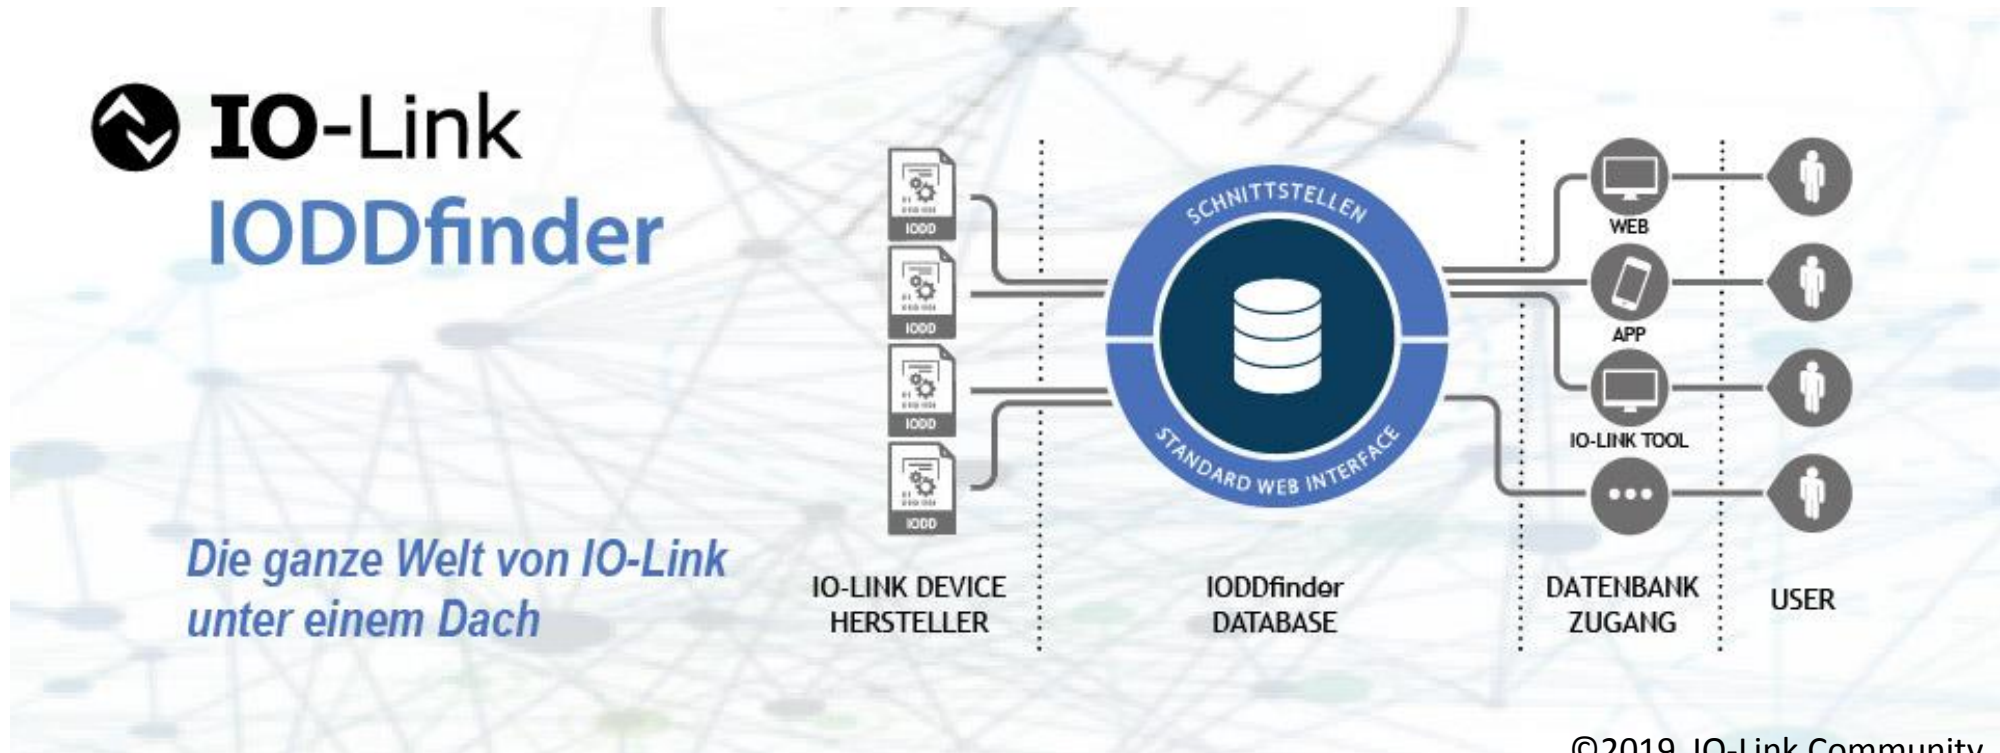 IO-Link
IODDfinder
Die ganze Welt von IO-Link
unter einem Dach
IODD
IODD
IODD
IODD
IO-LINK DEVICE
HERSTELLER
SCHNITTSTELLEN
STANDARD WEB INTERFACE
IODDfinder
DATABASE
WEB
APP
IO-LINK TOOL
DATENBANK
ZUGANG
USER
©2019, IO-Link Community